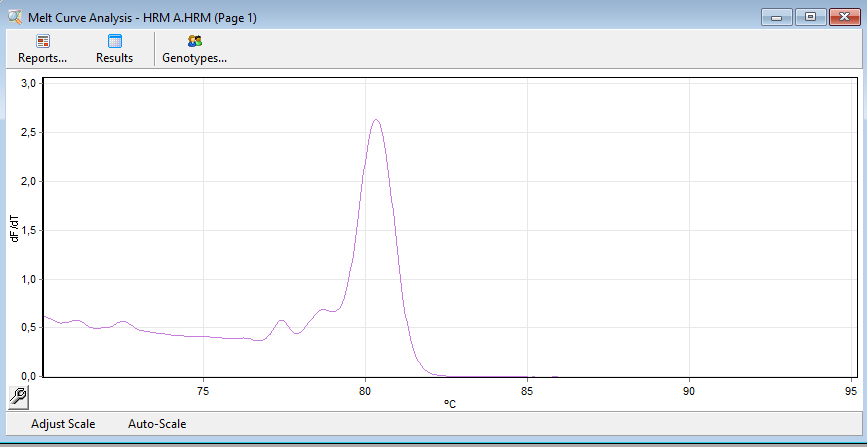 Melt Curve Analysis - HRM A.HRM (Page 1)
Reports... Results Genotypes...
3,0
2,5
2,0
1,5
1,0
0,5
0,0
dF/dT
75 80 85 90 95
ºC
Adjust Scale Auto-Scale